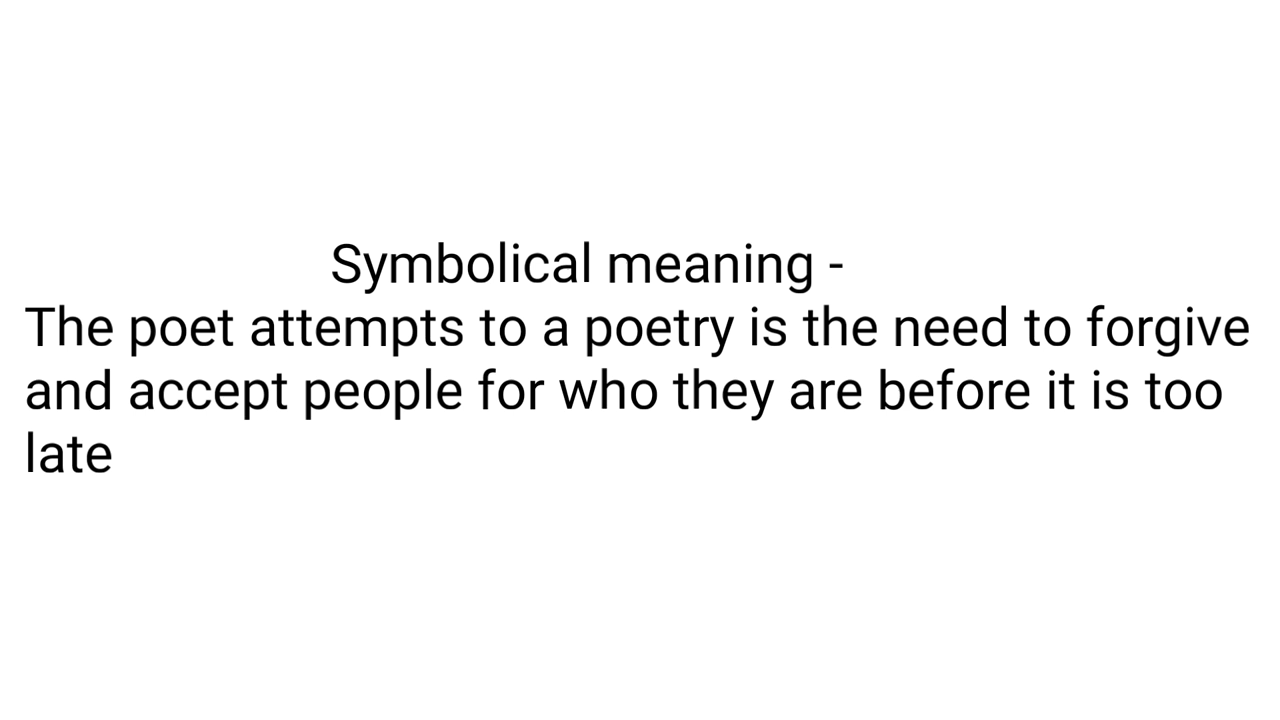 Symbolical meaning -
The poet attempts to a poetry is the need to forgive
and accept people for who they are before it is too
late